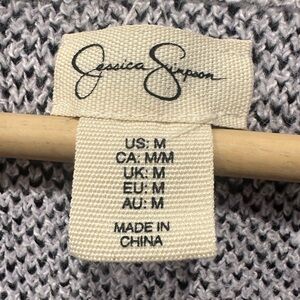 Jessica Simpson
US: M
CA: M/M
UK: M
EU: M
AU: M
MADE IN
CHINA